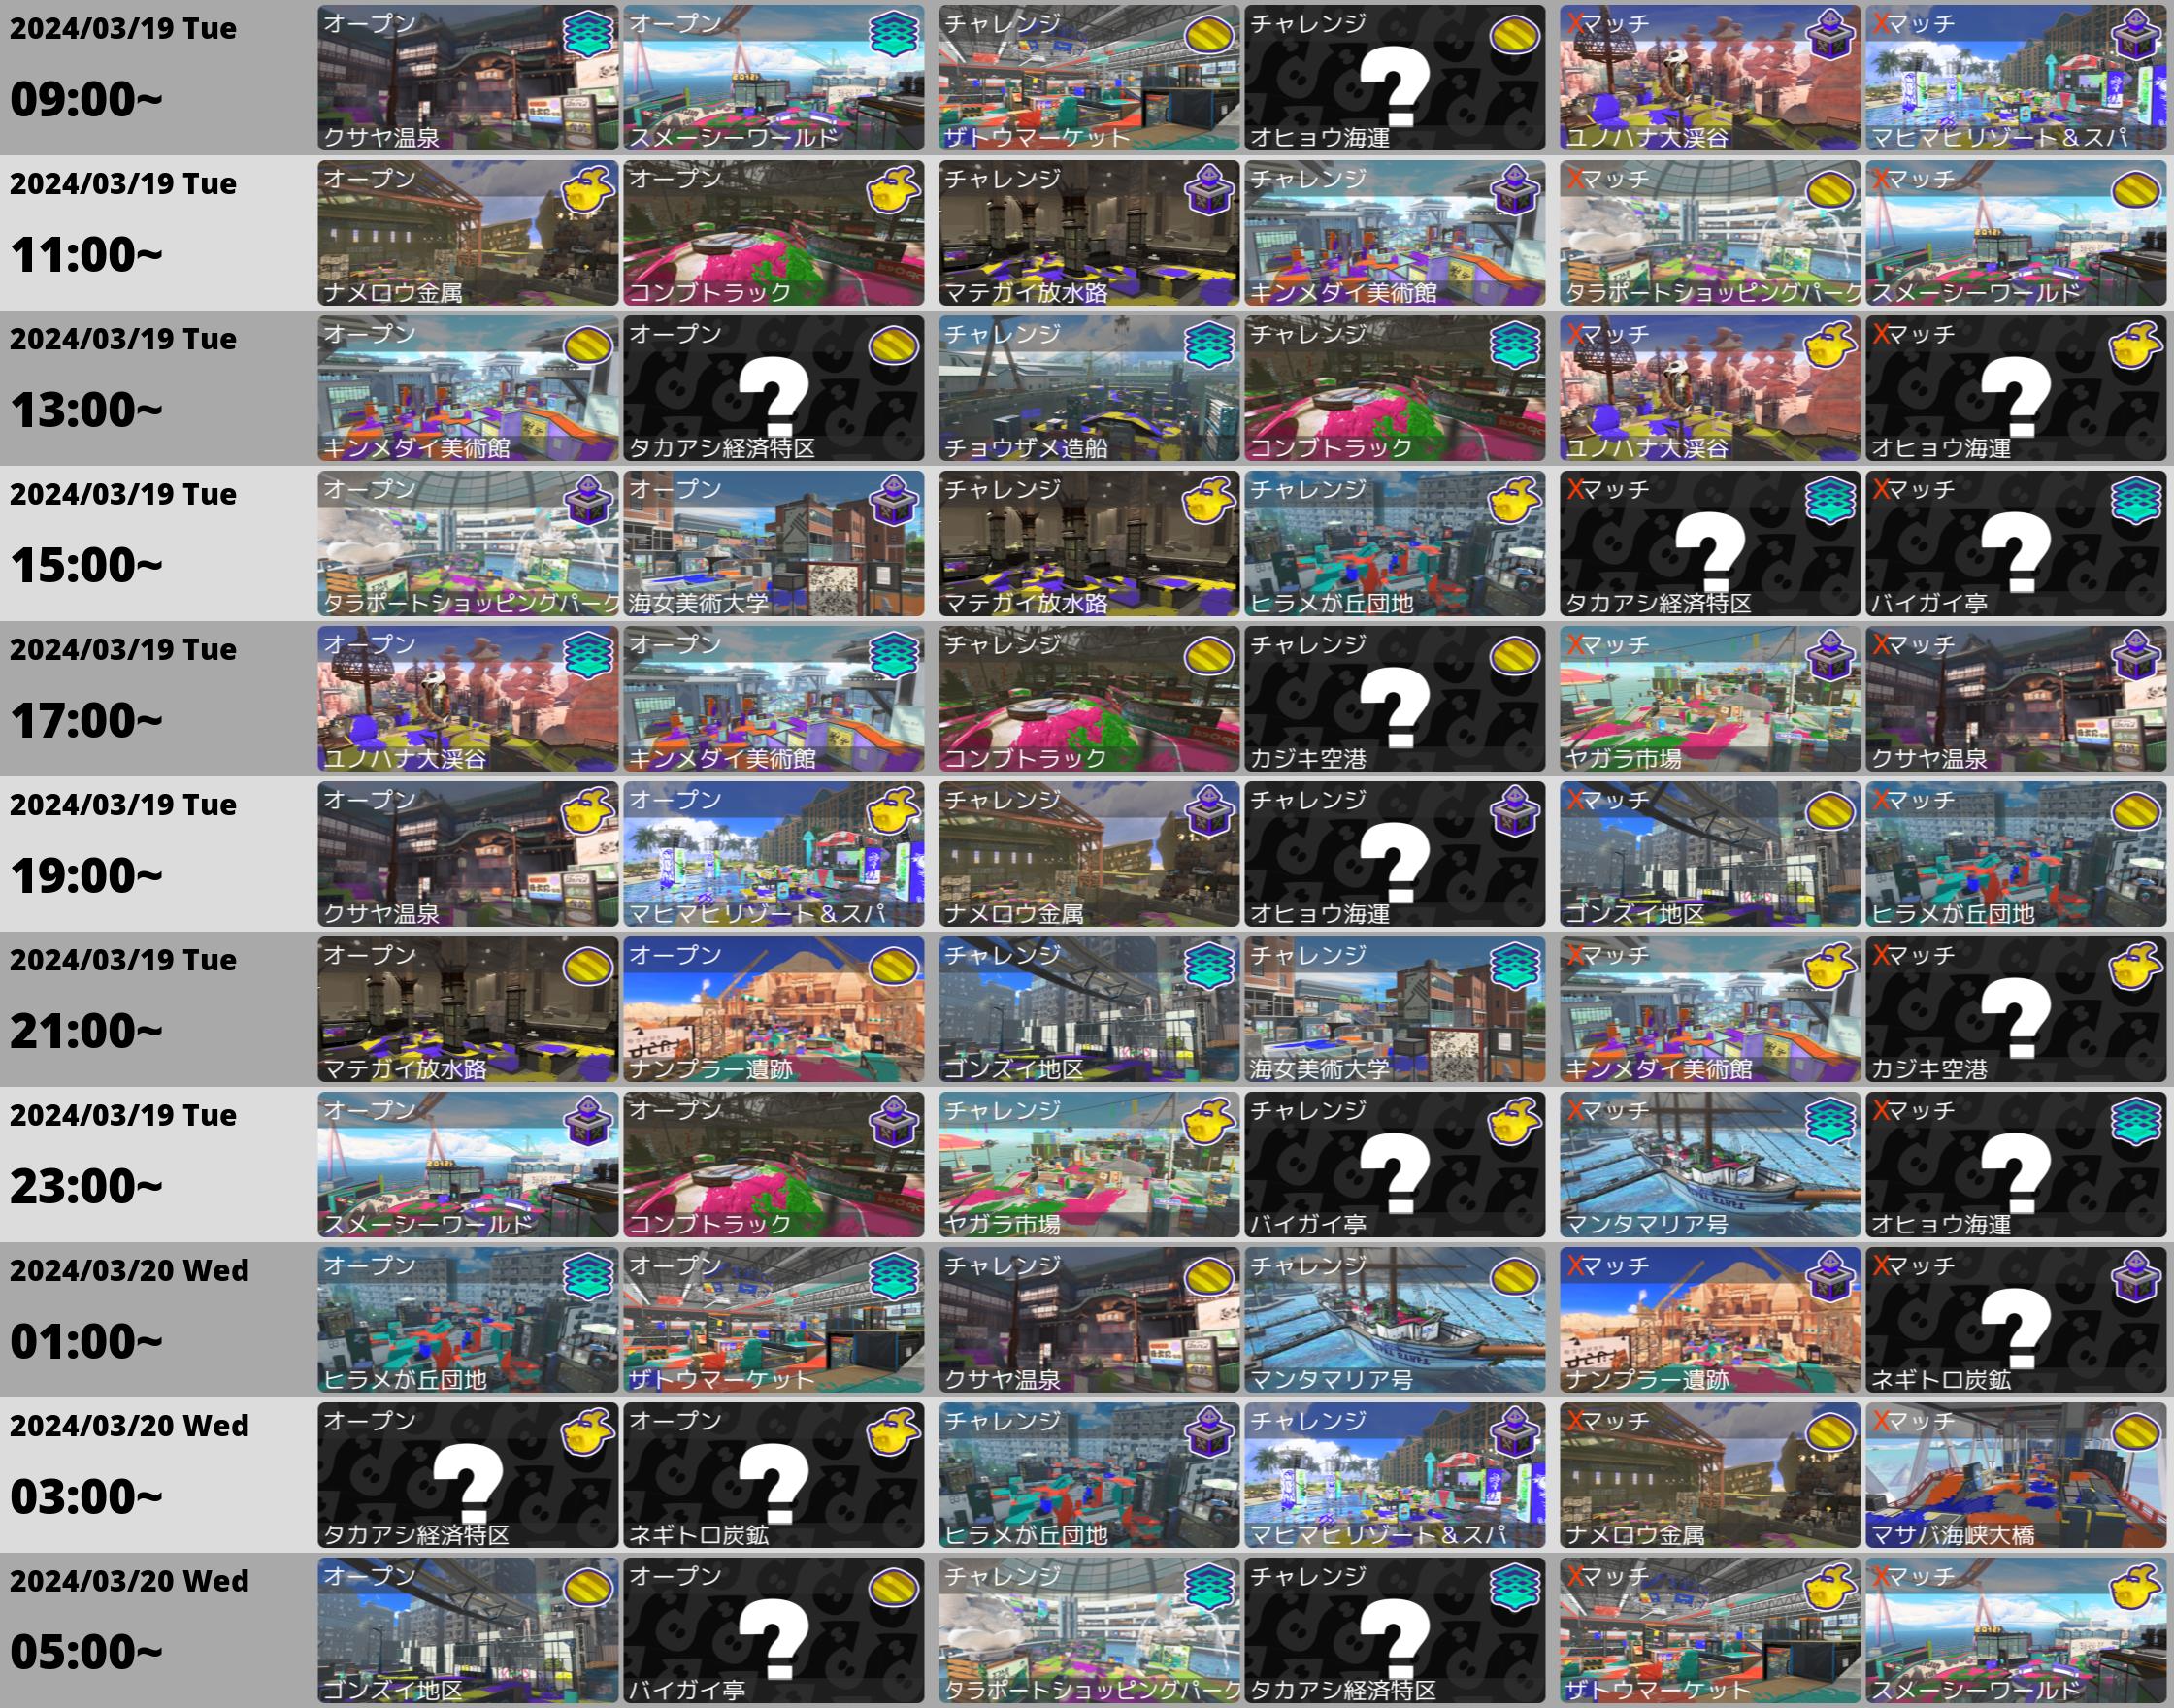 2024/03/19 Tue
09:00~
オープン
クサヤ温泉
オープン
スメーシーワールド
チャレンジ
ザトウマーケット
チャレンジ
オヒョウ海運
Xマッチ
ユノハナ大渓谷
Xマッチ
マヒマヒリゾート＆スパ
2024/03/19 Tue
11:00~
オープン
ナメロウ金属
オープン
コンブトラック
チャレンジ
マテガイ放水路
チャレンジ
キンメダイ美術館
Xマッチ
タラポートショッピングパーク
Xマッチ
スメーシーワールド
2024/03/19 Tue
13:00~
オープン
キンメダイ美術館
オープン
タカアシ経済特区
チャレンジ
チョウザメ造船
チャレンジ
コンブトラック
Xマッチ
ユノハナ大渓谷
Xマッチ
オヒョウ海運
2024/03/19 Tue
15:00~
オープン
タラポートショッピングパーク
オープン
海女美術大学
チャレンジ
マテガイ放水路
チャレンジ
ヒラメが丘団地
Xマッチ
タカアシ経済特区
Xマッチ
バイガイ亭
2024/03/19 Tue
17:00~
オープン
ユノハナ大渓谷
オープン
キンメダイ美術館
チャレンジ
コンブトラック
チャレンジ
カジキ空港
Xマッチ
ヤガラ市場
Xマッチ
クサヤ温泉
2024/03/19 Tue
19:00~
オープン
クサヤ温泉
オープン
マヒマヒリゾート＆スパ
チャレンジ
ナメロウ金属
チャレンジ
オヒョウ海運
Xマッチ
ゴンズイ地区
Xマッチ
ヒラメが丘団地
2024/03/19 Tue
21:00~
オープン
マテガイ放水路
オープン
ナンプラー遺跡
チャレンジ
ゴンズイ地区
チャレンジ
海女美術大学
Xマッチ
キンメダイ美術館
Xマッチ
カジキ空港
2024/03/19 Tue
23:00~
オープン
スメーシーワールド
オープン
コンブトラック
チャレンジ
ヤガラ市場
チャレンジ
バイガイ亭
Xマッチ
マンタマリア号
Xマッチ
オヒョウ海運
2024/03/20 Wed
01:00~
オープン
ヒラメが丘団地
オープン
ザトウマーケット
チャレンジ
クサヤ温泉
チャレンジ
マンタマリア号
Xマッチ
ナンプラー遺跡
Xマッチ
ネギトロ炭鉱
2024/03/20 Wed
03:00~
オープン
タカアシ経済特区
オープン
ネギトロ炭鉱
チャレンジ
ヒラメが丘団地
チャレンジ
マヒマヒリゾート＆スパ
Xマッチ
ナメロウ金属
Xマッチ
マサバ海峡大橋
2024/03/20 Wed
05:00~
オープン
ゴンズイ地区
オープン
バイガイ亭
チャレンジ
タラポートショッピングパーク
チャレンジ
タカアシ経済特区
Xマッチ
ザトウマーケット
Xマッチ
スメーシーワールド